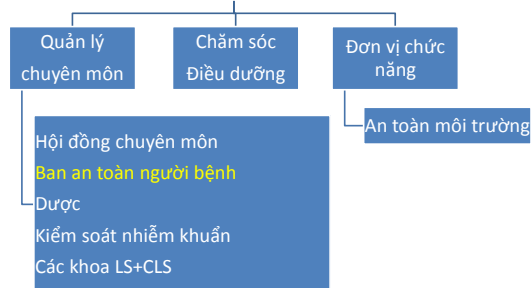 Quản lý
chuyên môn
Chăm sóc
Điều dưỡng
Đơn vị chức
năng
An toàn môi trường
Hội đồng chuyên môn
Ban an toàn người bệnh
Dược
Kiểm soát nhiễm khuẩn
Các khoa LS+CLS